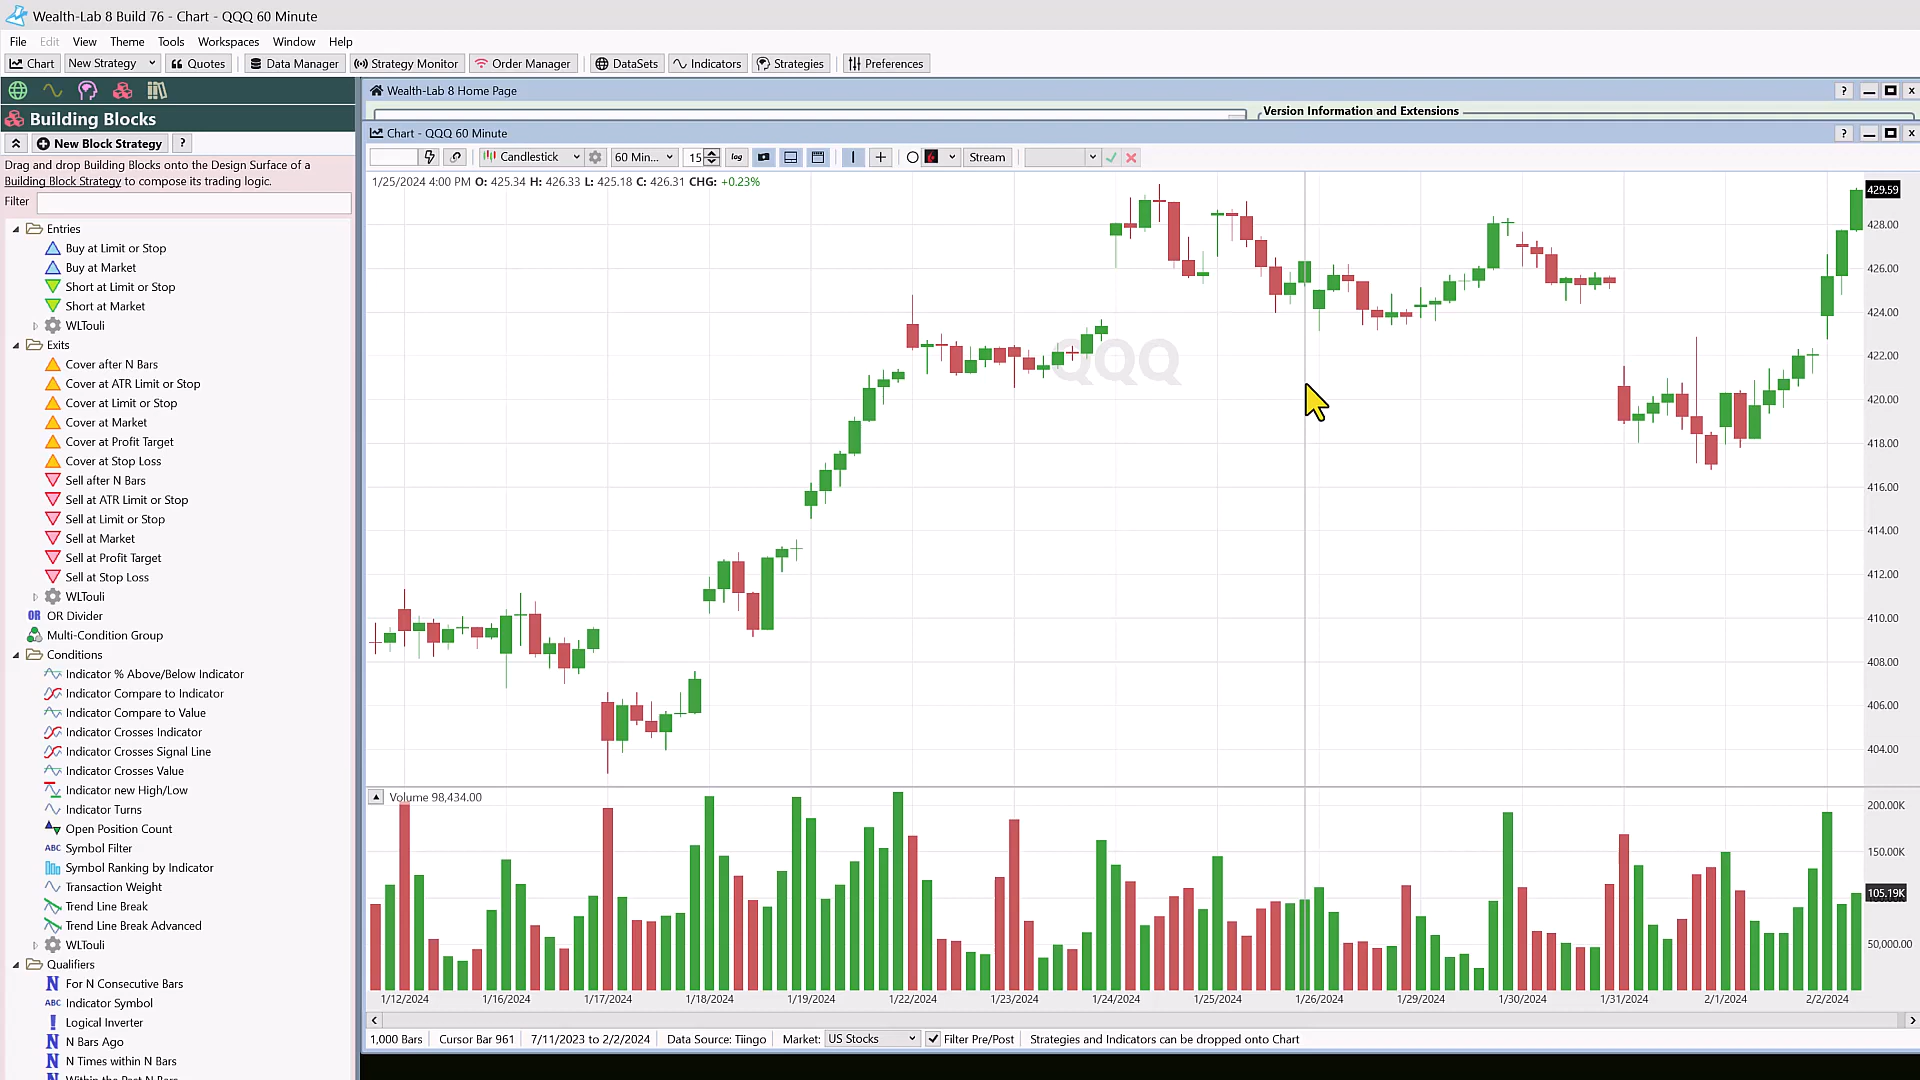 Wealth-Lab 8 Build 76 - Chart - QQQ 60 Minute
File Edit View Theme Tools Workspaces Window Help
Chart New Strategy Quotes Data Manager Strategy Monitor Order Manager DataSets Indicators Strategies Preferences
Building Blocks
New Block Strategy ?
Drag and drop Building Blocks onto the Design Surface of a
Building Block Strategy to compose its trading logic.
Filter
Entries
Buy at Limit or Stop
Buy at Market
Short at Limit or Stop
Short at Market
WLTouli
Exits
Cover after N Bars
Cover at ATR Limit or Stop
Cover at Limit or Stop
Cover at Market
Cover at Profit Target
Cover at Stop Loss
Sell after N Bars
Sell at ATR Limit or Stop
Sell at Limit or Stop
Sell at Market
Sell at Profit Target
Sell at Stop Loss
WLTouli
OR OR Divider
Multi-Condition Group
Conditions
Indicator % Above/Below Indicator
Indicator Compare to Indicator
Indicator Compare to Value
Indicator Crosses Indicator
Indicator Crosses Signal Line
Indicator Crosses Value
Indicator new High/Low
Indicator Turns
Open Position Count
ABC Symbol Filter
Symbol Ranking by Indicator
Transaction Weight
Trend Line Break
Trend Line Break Advanced
WLTouli
Qualifiers
N For N Consecutive Bars
ABC Indicator Symbol
! Logical Inverter
N N Bars Ago
N N Times within N Bars
Within the Past N Bars
Wealth-Lab 8 Home Page ? x
Version Information and Extensions
Chart - QQQ 60 Minute ? x
Candlestick 60 Min... 15 log Stream
1/25/2024 4:00 PM O: 425.34 H: 426.33 L: 425.18 C: 426.31 CHG: +0.23%
QQQ
429.59
428.00
426.00
424.00
422.00
420.00
418.00
416.00
414.00
412.00
410.00
408.00
406.00
404.00
Volume 98,434.00
200.00K
150.00K
105.19K
50,000.00
1/12/2024 1/16/2024 1/17/2024 1/18/2024 1/19/2024 1/22/2024 1/23/2024 1/24/2024 1/25/2024 1/26/2024 1/29/2024 1/30/2024 1/31/2024 2/1/2024 2/2/2024
1,000 Bars Cursor Bar 961 7/11/2023 to 2/2/2024 Data Source: Tiingo Market: US Stocks Filter Pre/Post Strategies and Indicators can be dropped onto Chart